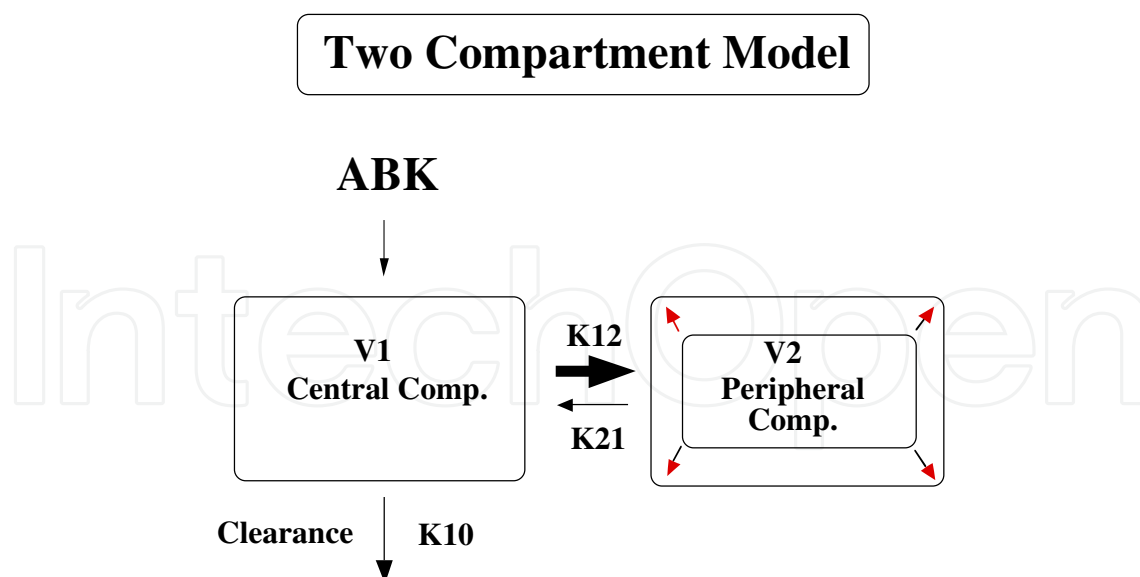 Two Compartment Model
ABK
IntechOpen
V1
Central Comp.
K12
K21
V2
Peripheral
Comp.
Clearance
K10